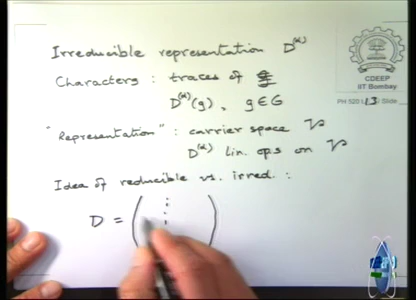 Irreducible representation D^(α)
Characters : traces of
D^(α)(g), g ∈ G
"Representation" : carrier space V
D^(α) lin. ops on V
Idea of reducible vs. irred. :
D = (
CDEEP
IIT Bombay
PH 520 L 13 / Slide